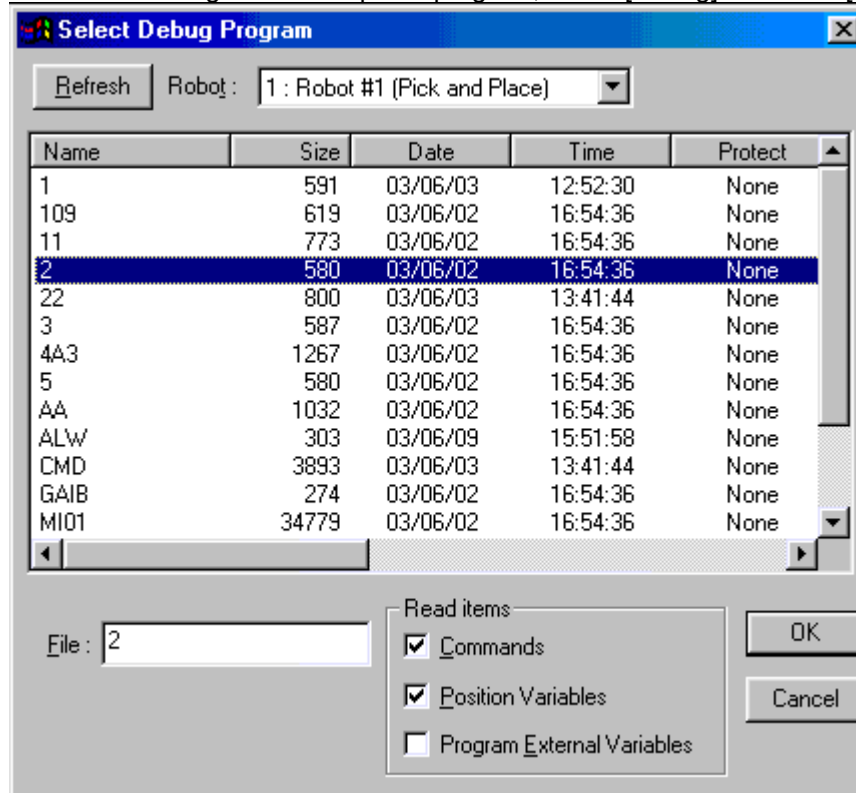 Select Debug Program
Refresh Robot : 1 : Robot #1 (Pick and Place)
Name Size Date Time Protect
1 591 03/06/03 12:52:30 None
109 619 03/06/02 16:54:36 None
11 773 03/06/02 16:54:36 None
2 580 03/06/02 16:54:36 None
22 800 03/06/03 13:41:44 None
3 587 03/06/02 16:54:36 None
4A3 1267 03/06/02 16:54:36 None
5 580 03/06/02 16:54:36 None
AA 1032 03/06/02 16:54:36 None
ALW 303 03/06/09 15:51:58 None
CMD 3893 03/06/03 13:41:44 None
GAIB 274 03/06/02 16:54:36 None
MI01 34779 03/06/02 16:54:36 None
Read items
File : 2
Commands
OK
Position Variables
Cancel
Program External Variables